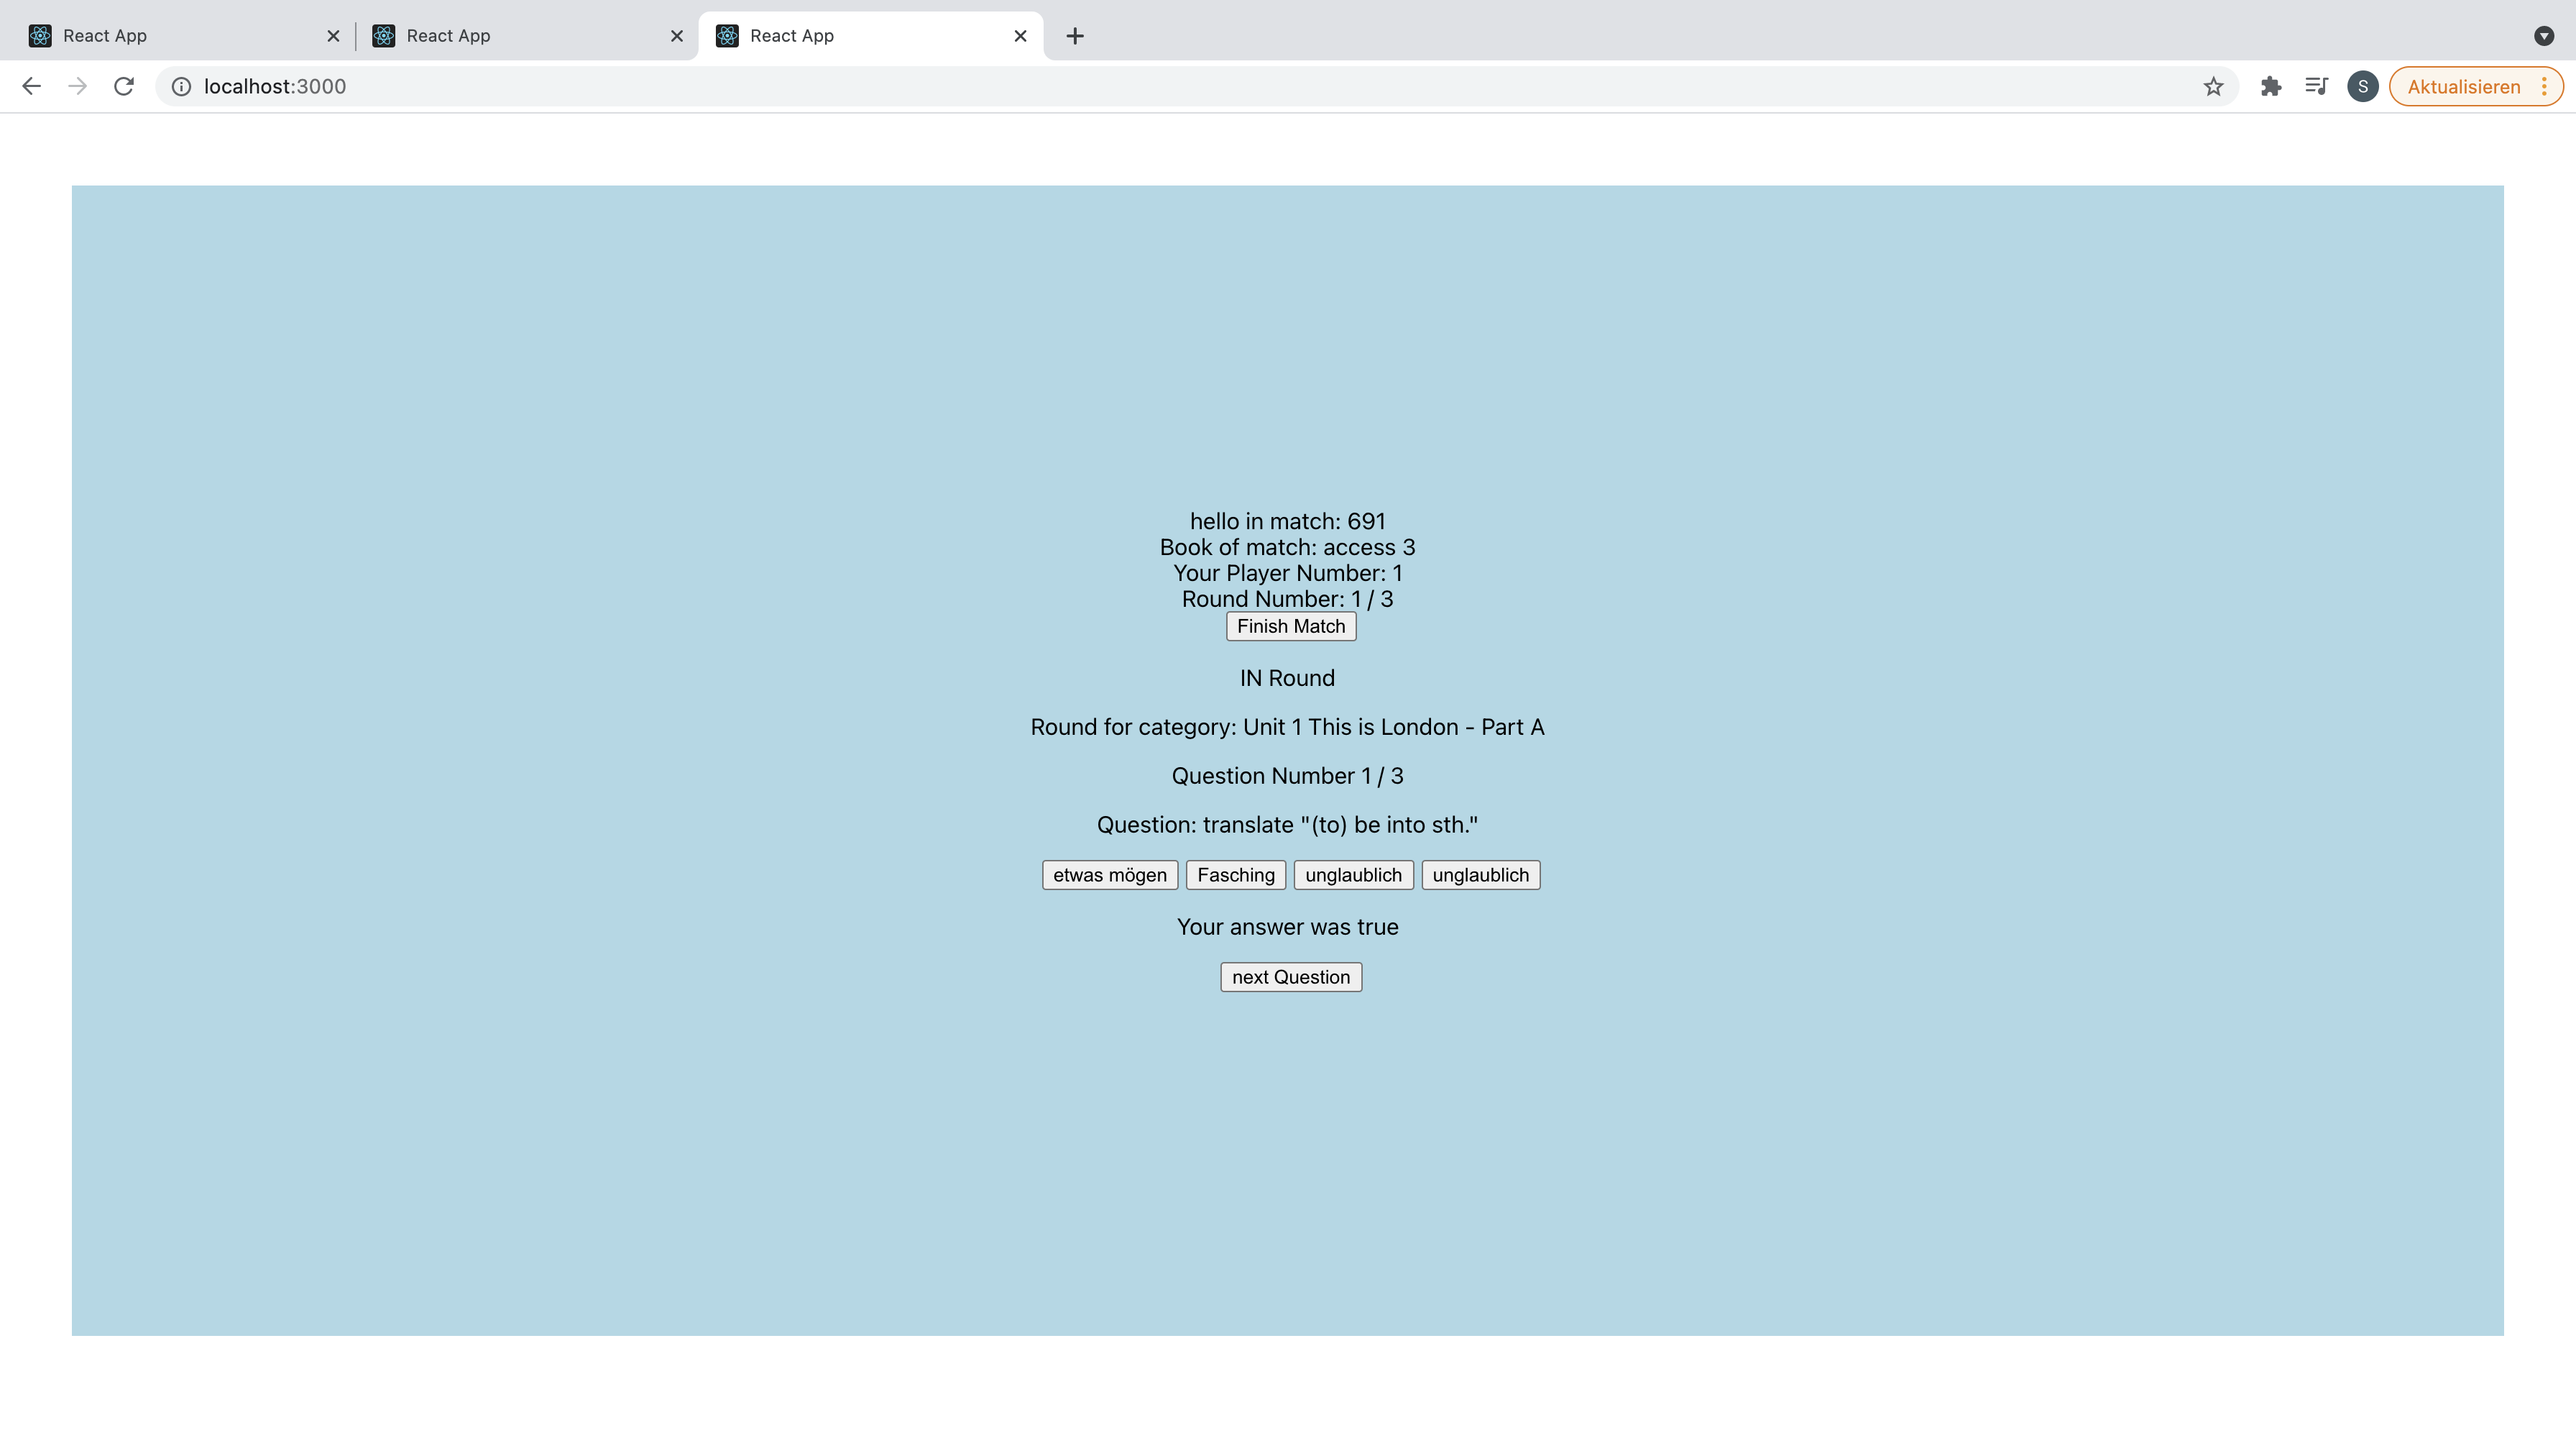 React App React App React App
localhost:3000 S Aktualisieren
hello in match: 691
Book of match: access 3
Your Player Number: 1
Round Number: 1 / 3
Finish Match
IN Round
Round for category: Unit 1 This is London - Part A
Question Number 1 / 3
Question: translate "(to) be into sth."
etwas mögen Fasching unglaublich unglaublich
Your answer was true
next Question